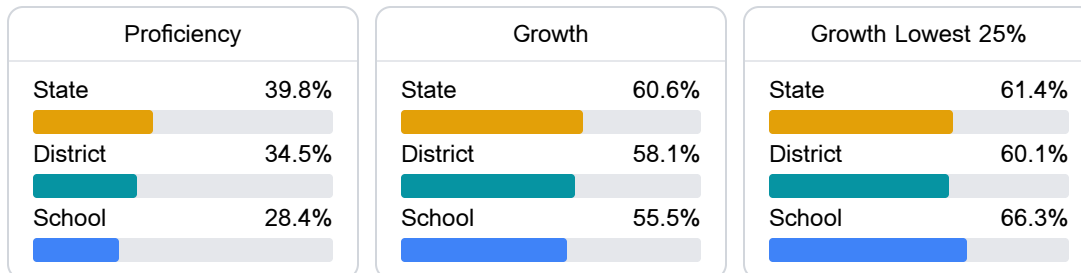 Proficiency
State 39.8%
District 34.5%
School 28.4%
Growth
State 60.6%
District 58.1%
School 55.5%
Growth Lowest 25%
State 61.4%
District 60.1%
School 66.3%